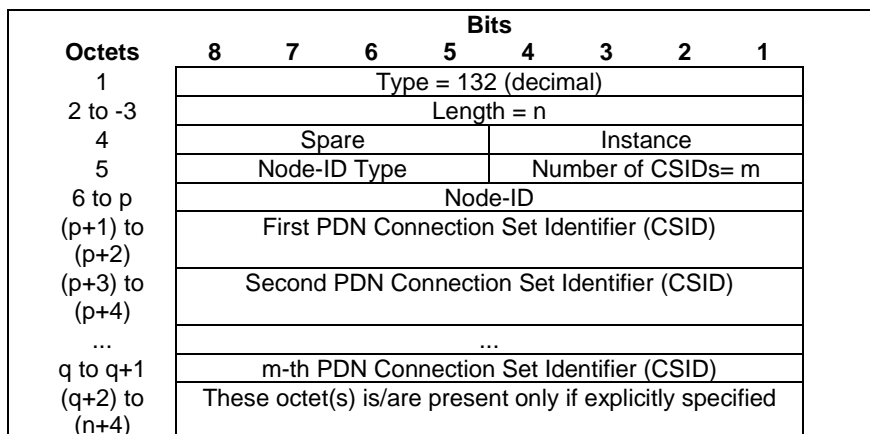 Bits
Octets 8 7 6 5 4 3 2 1
1 Type = 132 (decimal)
2 to -3 Length = n
4 Spare Instance
5 Node-ID Type Number of CSIDs= m
6 to p Node-ID
(p+1) to First PDN Connection Set Identifier (CSID)
(p+2)
(p+3) to Second PDN Connection Set Identifier (CSID)
(p+4)
... ...
q to q+1 m-th PDN Connection Set Identifier (CSID)
(q+2) to These octet(s) is/are present only if explicitly specified
(n+4)